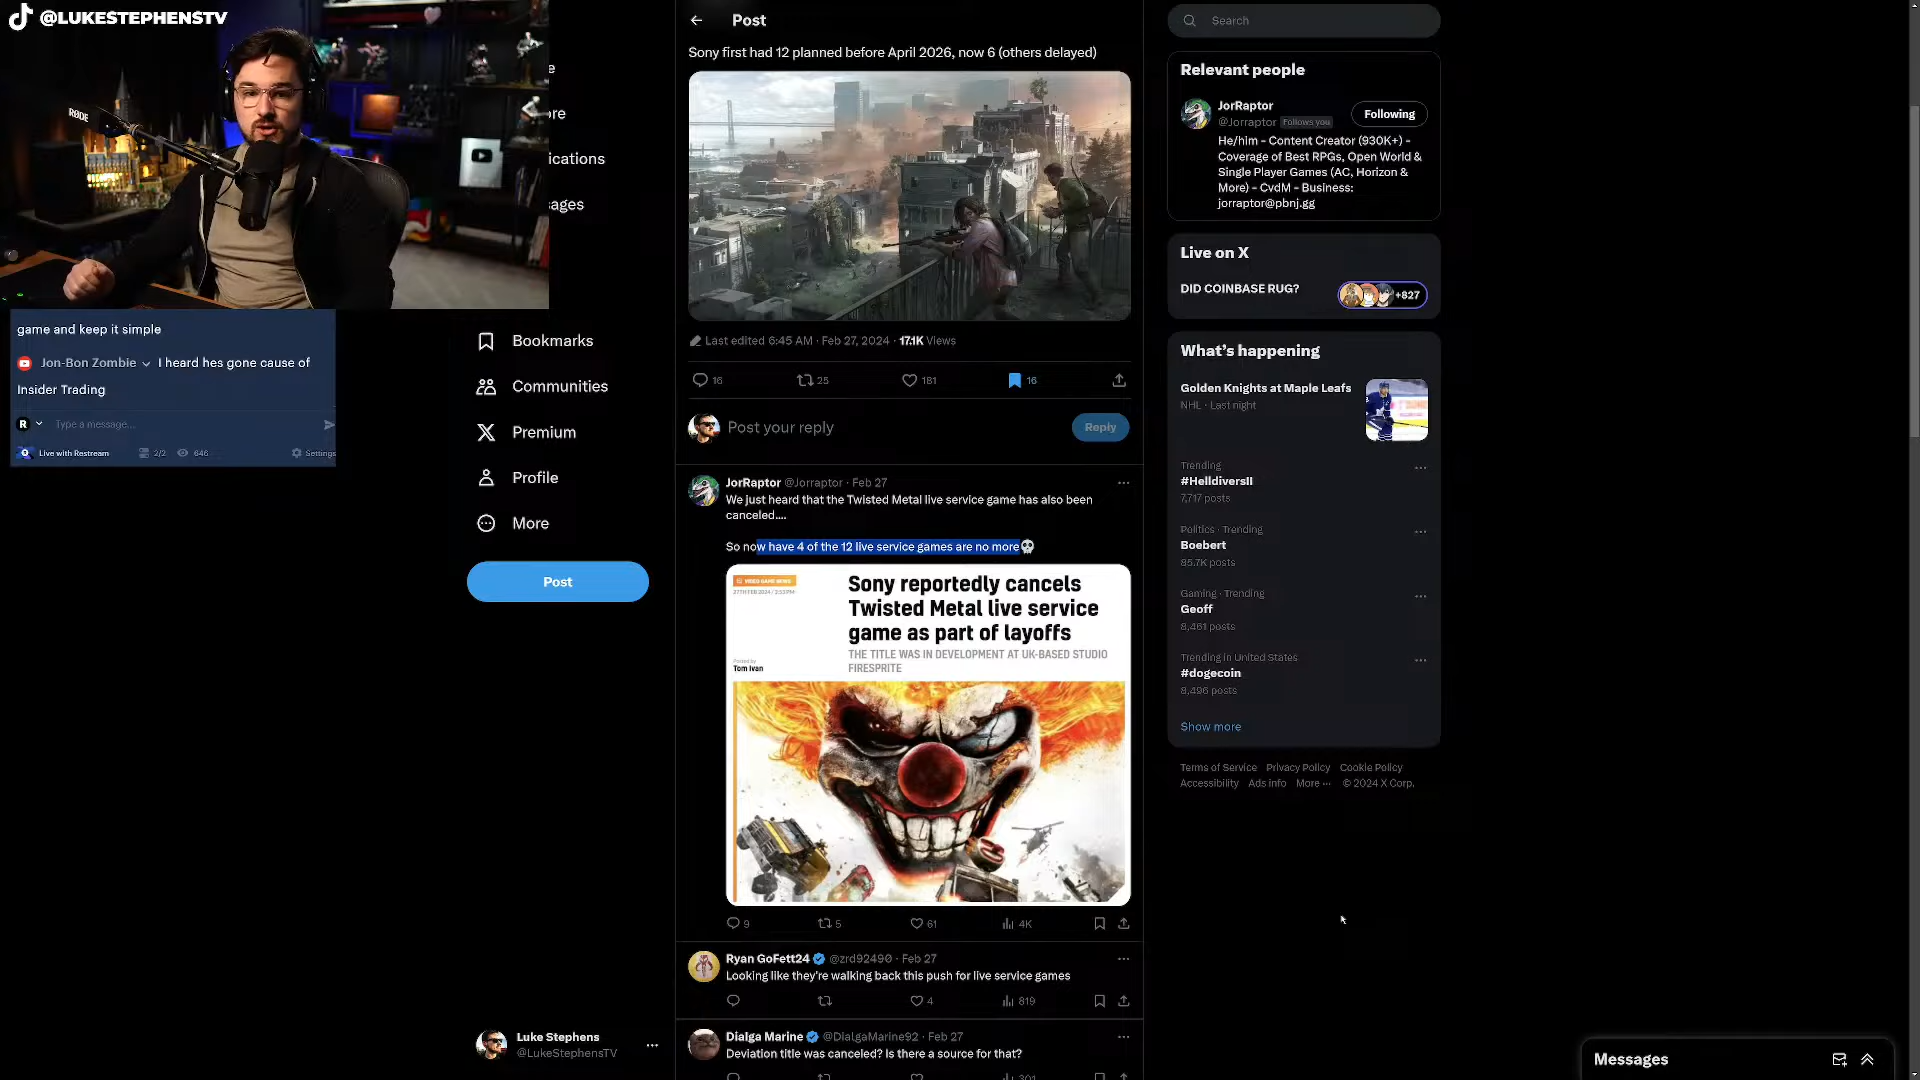 @LUKESTEPHENSTV
RØDE
game and keep it simple
Jon-Bon Zombie I heard hes gone cause of
Insider Trading
R Type a message...
Live with Restream 2/2 646 Settings
e
ore
ications
ages
Bookmarks
Communities
Premium
Profile
More
Post
Luke Stephens
@LukeStephensTV
Post
Sony first had 12 planned before April 2026, now 6 (others delayed)
Last edited 6:45 AM · Feb 27, 2024 · 17.1K Views
16 25 181 16
Post your reply Reply
JorRaptor @Jorraptor · Feb 27
We just heard that the Twisted Metal live service game has also been
canceled....
So now have 4 of the 12 live service games are no more💀
VIDEO GAME NEWS
27TH FEB 2024 / 2:53 PM
Sony reportedly cancels
Twisted Metal live service
game as part of layoffs
THE TITLE WAS IN DEVELOPMENT AT UK-BASED STUDIO
FIRESPRITE
Posted by
Tom Ivan
9 5 61 4K
Ryan GoFett24 @zrd92490 · Feb 27
Looking like they're walking back this push for live service games
4 819
Dialga Marine @DialgaMarine92 · Feb 27
Deviation title was canceled? Is there a source for that?
301
Search
Relevant people
JorRaptor
@Jorraptor Follows you
Following
He/him - Content Creator (930K+) -
Coverage of Best RPGs, Open World &
Single Player Games (AC, Horizon &
More) - CvdM - Business:
jorraptor@pbnj.gg
Live on X
DID COINBASE RUG? +827
What's happening
Golden Knights at Maple Leafs
NHL · Last night
Trending
#HelldiversII
7,717 posts
Politics · Trending
Boebert
85.7K posts
Gaming · Trending
Geoff
8,461 posts
Trending in United States
#dogecoin
8,496 posts
Show more
Terms of Service Privacy Policy Cookie Policy
Accessibility Ads info More ··· © 2024 X Corp.
Messages